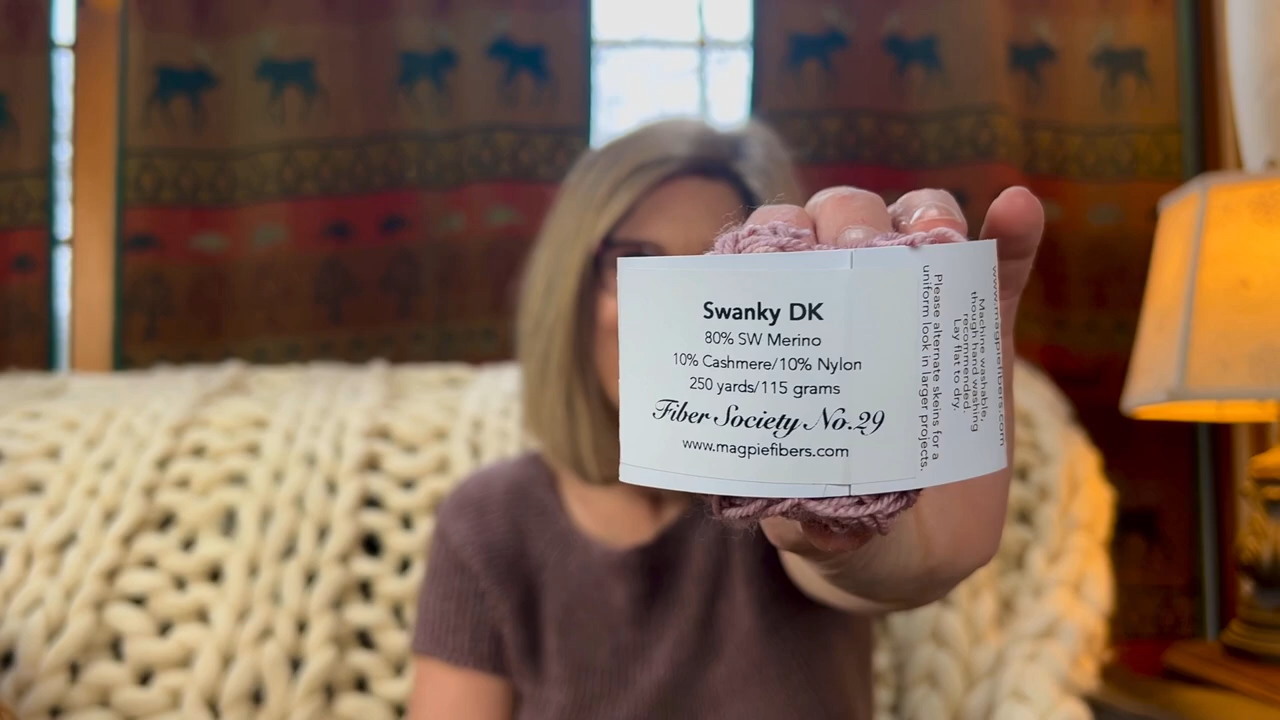 Swanky DK
80% SW Merino
10% Cashmere/10% Nylon
250 yards/115 grams
Fiber Society No.29
www.magpiefibers.com
Please alternate skeins for a
uniform look in larger projects.
www.magpiefibers.com
Machine washable,
though hand washing
recommended.
Lay flat to dry.